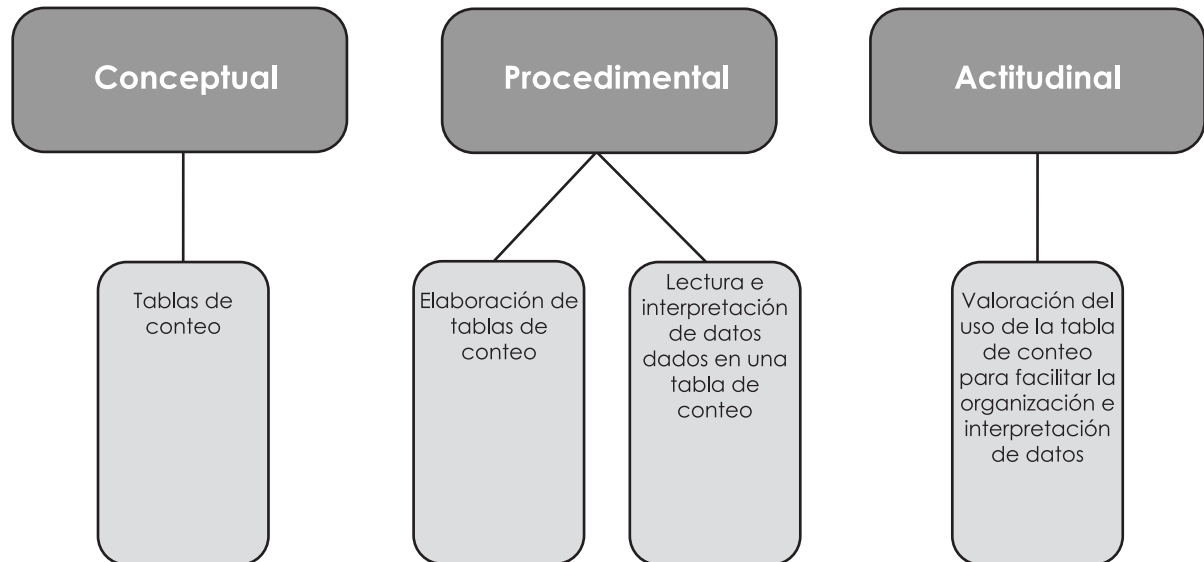 Conceptual
Procedimental
Actitudinal
Tablas de
conteo
Elaboración de
tablas de
conteo
Lectura e
interpretación
de datos
dados en una
tabla de
conteo
Valoración del
uso de la tabla
de conteo
para facilitar la
organización e
interpretación
de datos